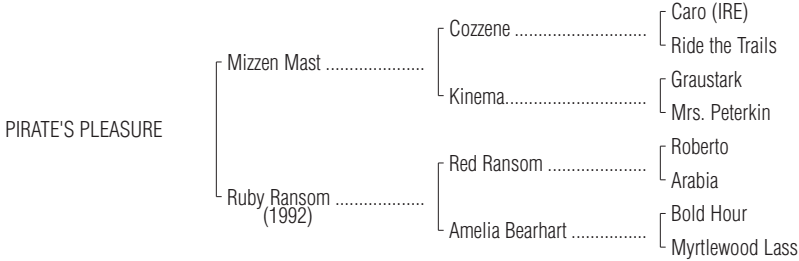 Caro (IRE)
Cozzene ..........................
Ride the Trails
Mizzen Mast ....................
Graustark
Kinema............................
Mrs. Peterkin
PIRATE'S PLEASURE
Roberto
Red Ransom ...................
Arabia
Ruby Ransom ..................
(1992)
Bold Hour
Amelia Bearhart ..............
Myrtlewood Lass